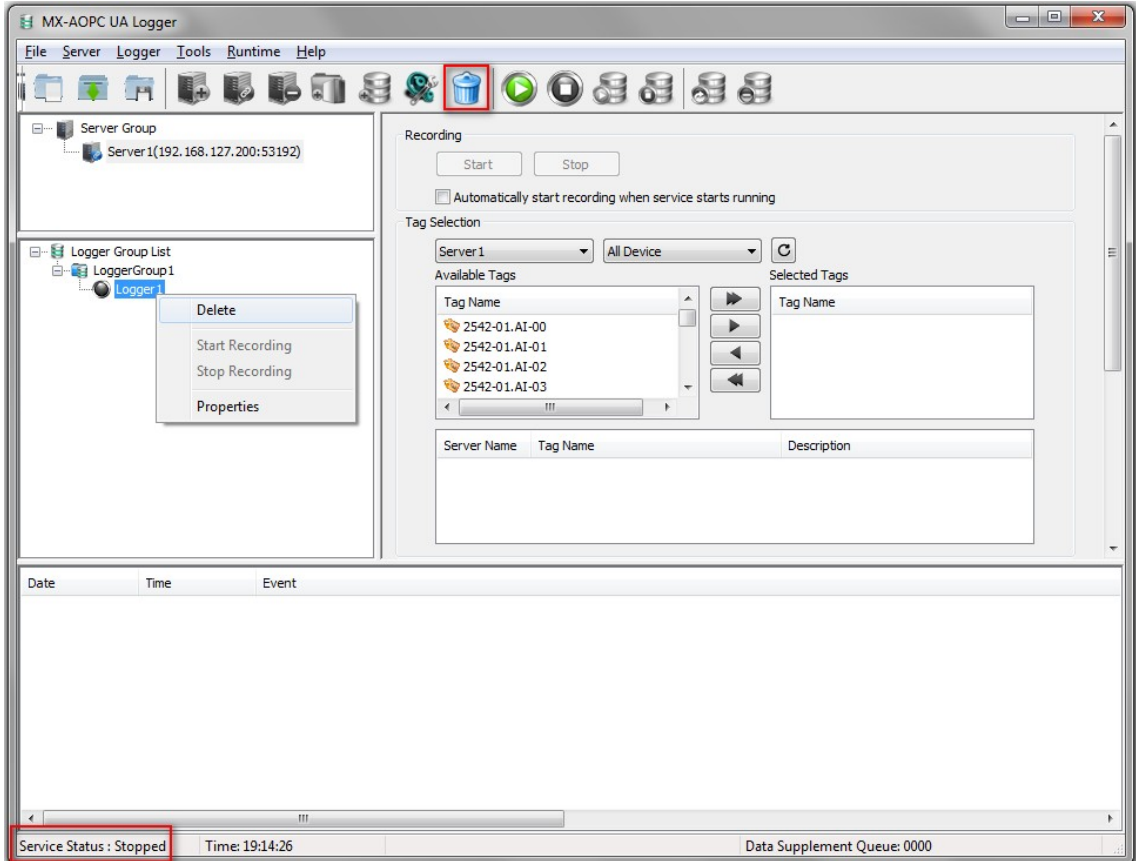 MX-AOPC UA Logger
File Server Logger Tools Runtime Help
Server Group
Server1(192.168.127.200:53192)
Logger Group List
LoggerGroup1
Logger1
Delete
Start Recording
Stop Recording
Properties
Recording
Start Stop
Automatically start recording when service starts running
Tag Selection
Server1 All Device
Available Tags Selected Tags
Tag Name Tag Name
2542-01.AI-00
2542-01.AI-01
2542-01.AI-02
2542-01.AI-03
Server Name Tag Name Description
Date Time Event
Service Status : Stopped Time: 19:14:26 Data Supplement Queue: 0000